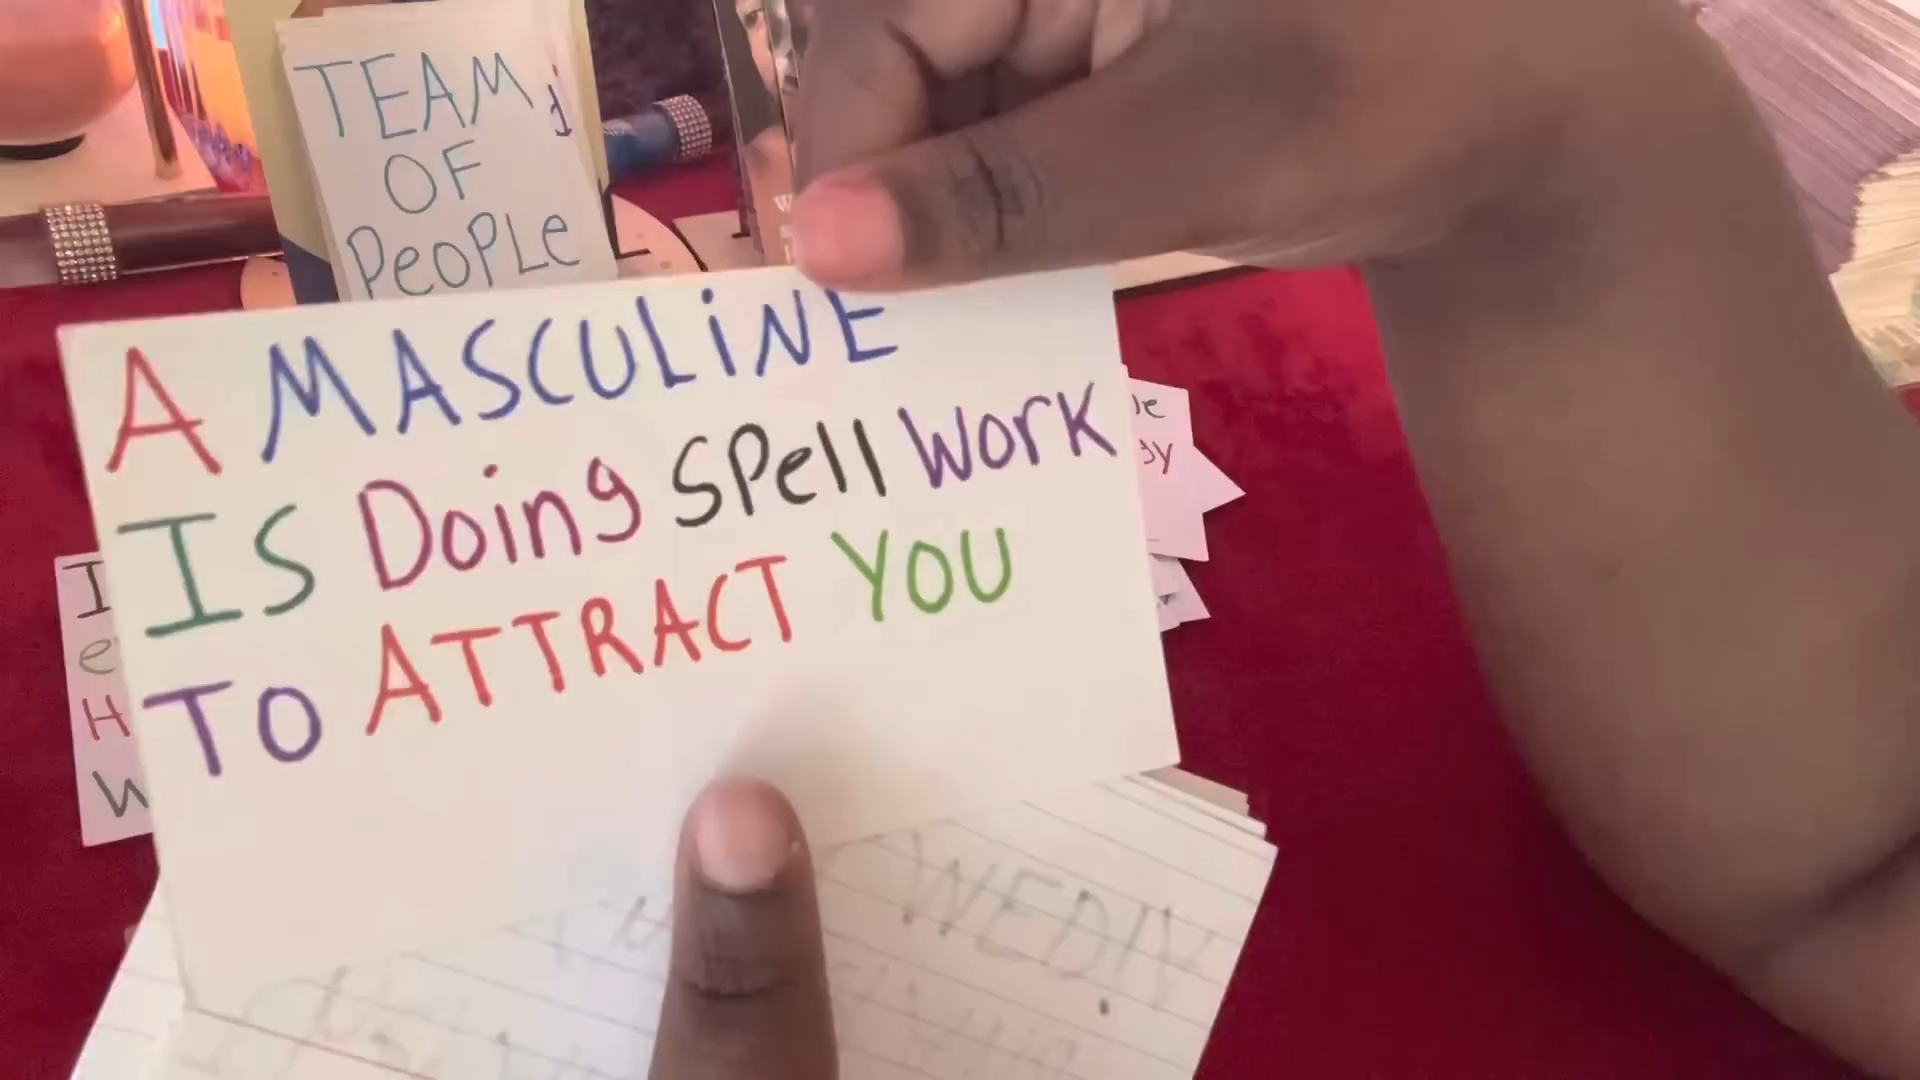 TEAM
OF
PeoPLe
A MASCULiNE
IS Doing SPell Work
TO ATTRACT YOU